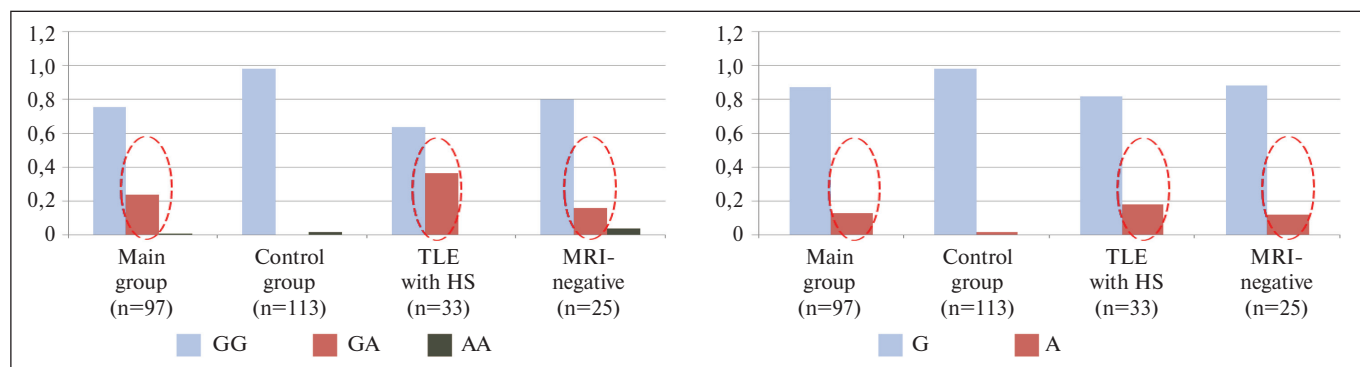 1,2
1,0
0,8
0,6
0,4
0,2
0
Main group (n=97)
Control group (n=113)
TLE with HS (n=33)
MRI-negative (n=25)
GG GA AA
1,2
1,0
0,8
0,6
0,4
0,2
0
Main group (n=97)
Control group (n=113)
TLE with HS (n=33)
MRI-negative (n=25)
G A